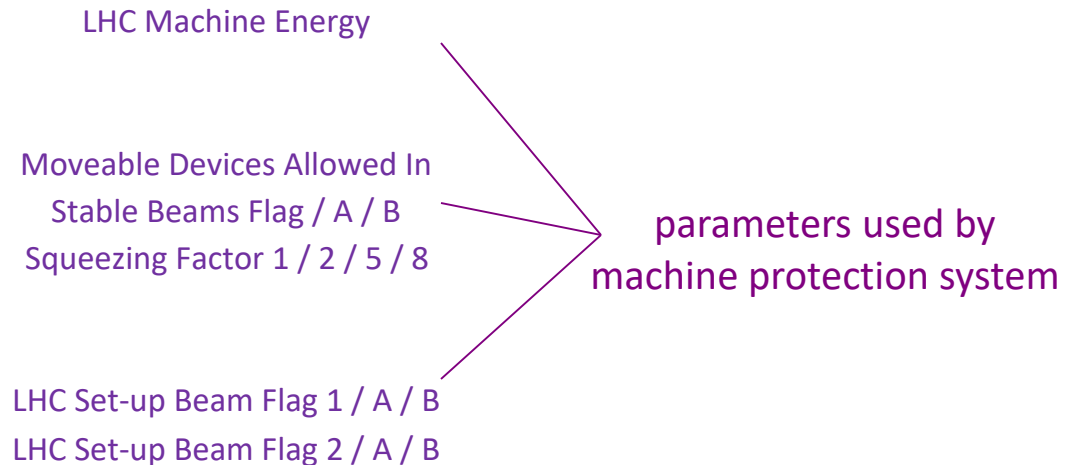 LHC Machine Energy
Moveable Devices Allowed In
Stable Beams Flag / A / B
Squeezing Factor 1 / 2 / 5 / 8
parameters used by
machine protection system
LHC Set-up Beam Flag 1 / A / B
LHC Set-up Beam Flag 2 / A / B